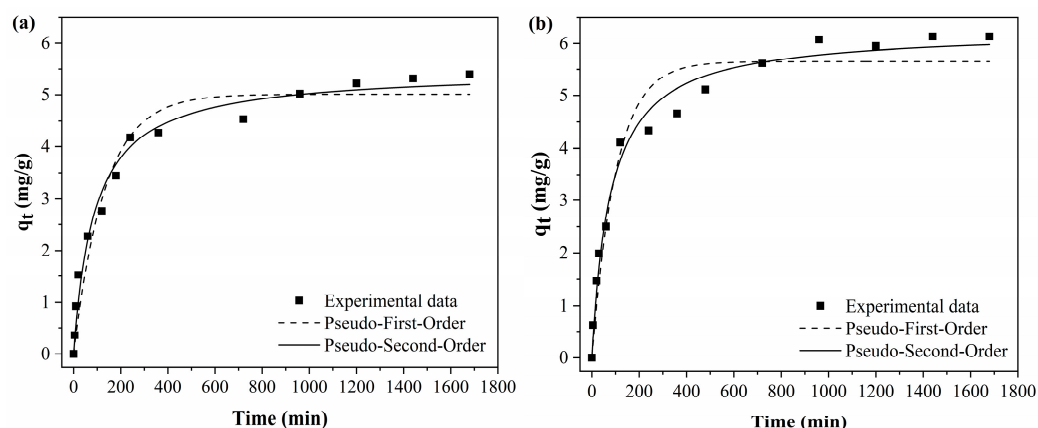 (a)
6
5
4
3
2
1
0
qt (mg/g)
Experimental data
Pseudo-First-Order
Pseudo-Second-Order
0 200 400 600 800 1000 1200 1400 1600 1800
Time (min)
(b)
6
5
4
3
2
1
0
qt (mg/g)
Experimental data
Pseudo-First-Order
Pseudo-Second-Order
0 200 400 600 800 1000 1200 1400 1600 1800
Time (min)